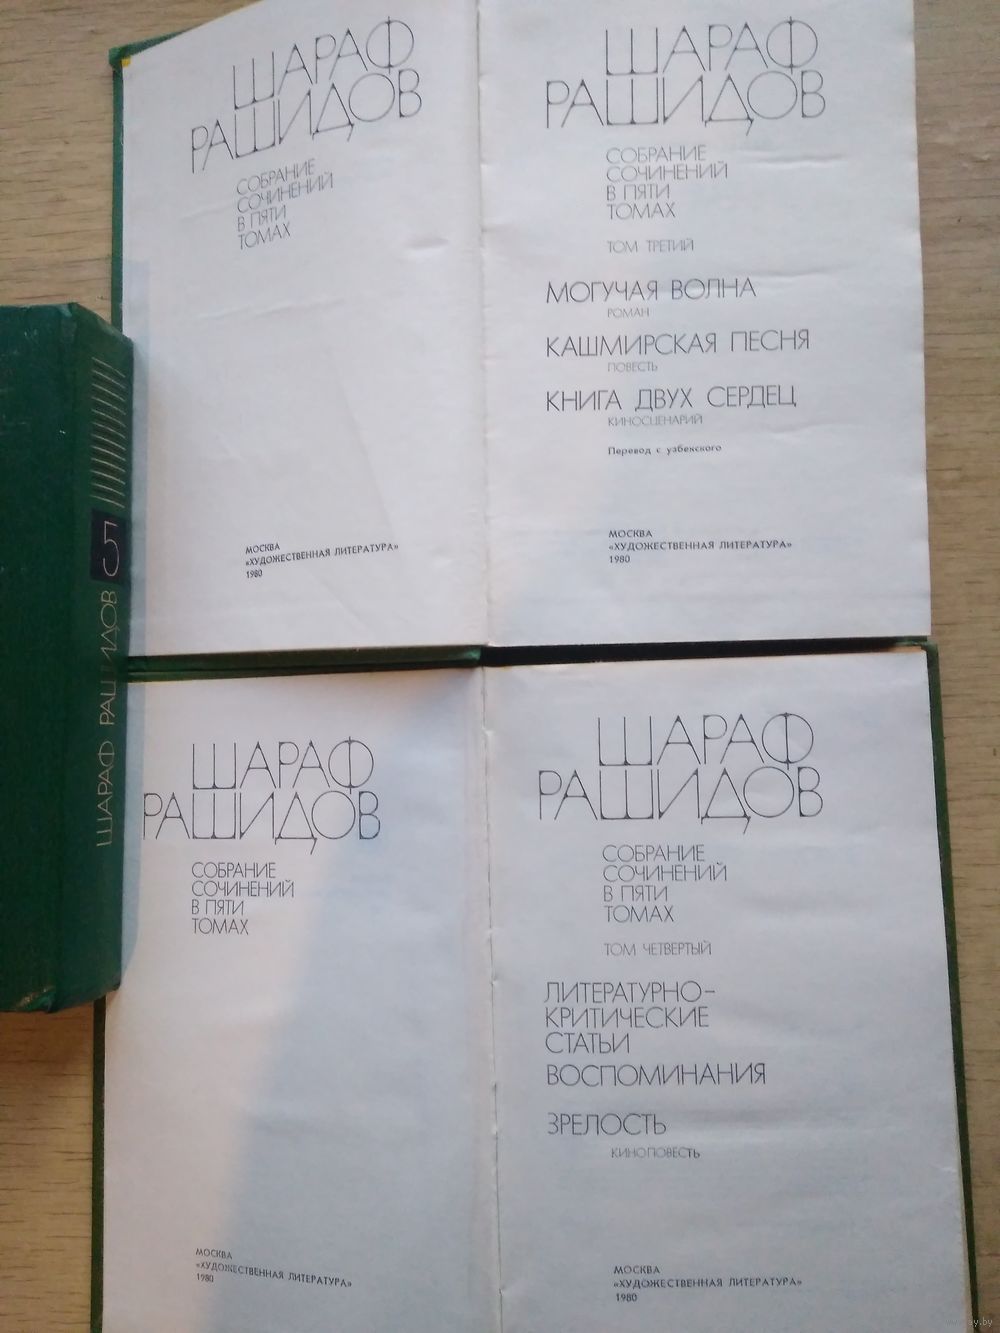 ШАРАФ
РАШИДОВ
СОБРАНИЕ
СОЧИНЕНИЙ
В ПЯТИ
ТОМАХ
МОСКВА
«ХУДОЖЕСТВЕННАЯ ЛИТЕРАТУРА»
1980
ШАРАФ
РАШИДОВ
СОБРАНИЕ
СОЧИНЕНИЙ
В ПЯТИ
ТОМАХ
ТОМ ТРЕТИЙ
МОГУЧАЯ ВОЛНА
РОМАН
КАШМИРСКАЯ ПЕСНЯ
ПОВЕСТЬ
КНИГА ДВУХ СЕРДЕЦ
КИНОСЦЕНАРИЙ
Перевод с узбекского
МОСКВА
«ХУДОЖЕСТВЕННАЯ ЛИТЕРАТУРА»
1980
ШАРАФ РАШИДОВ 5
ШАРАФ
РАШИДОВ
СОБРАНИЕ
СОЧИНЕНИЙ
В ПЯТИ
ТОМАХ
МОСКВА
«ХУДОЖЕСТВЕННАЯ ЛИТЕРАТУРА»
1980
ШАРАФ
РАШИДОВ
СОБРАНИЕ
СОЧИНЕНИЙ
В ПЯТИ
ТОМАХ
ТОМ ЧЕТВЕРТЫЙ
ЛИТЕРАТУРНО-
КРИТИЧЕСКИЕ
СТАТЬИ
ВОСПОМИНАНИЯ
ЗРЕЛОСТЬ
КИНОПОВЕСТЬ
МОСКВА
«ХУДОЖЕСТВЕННАЯ ЛИТЕРАТУРА»
1980